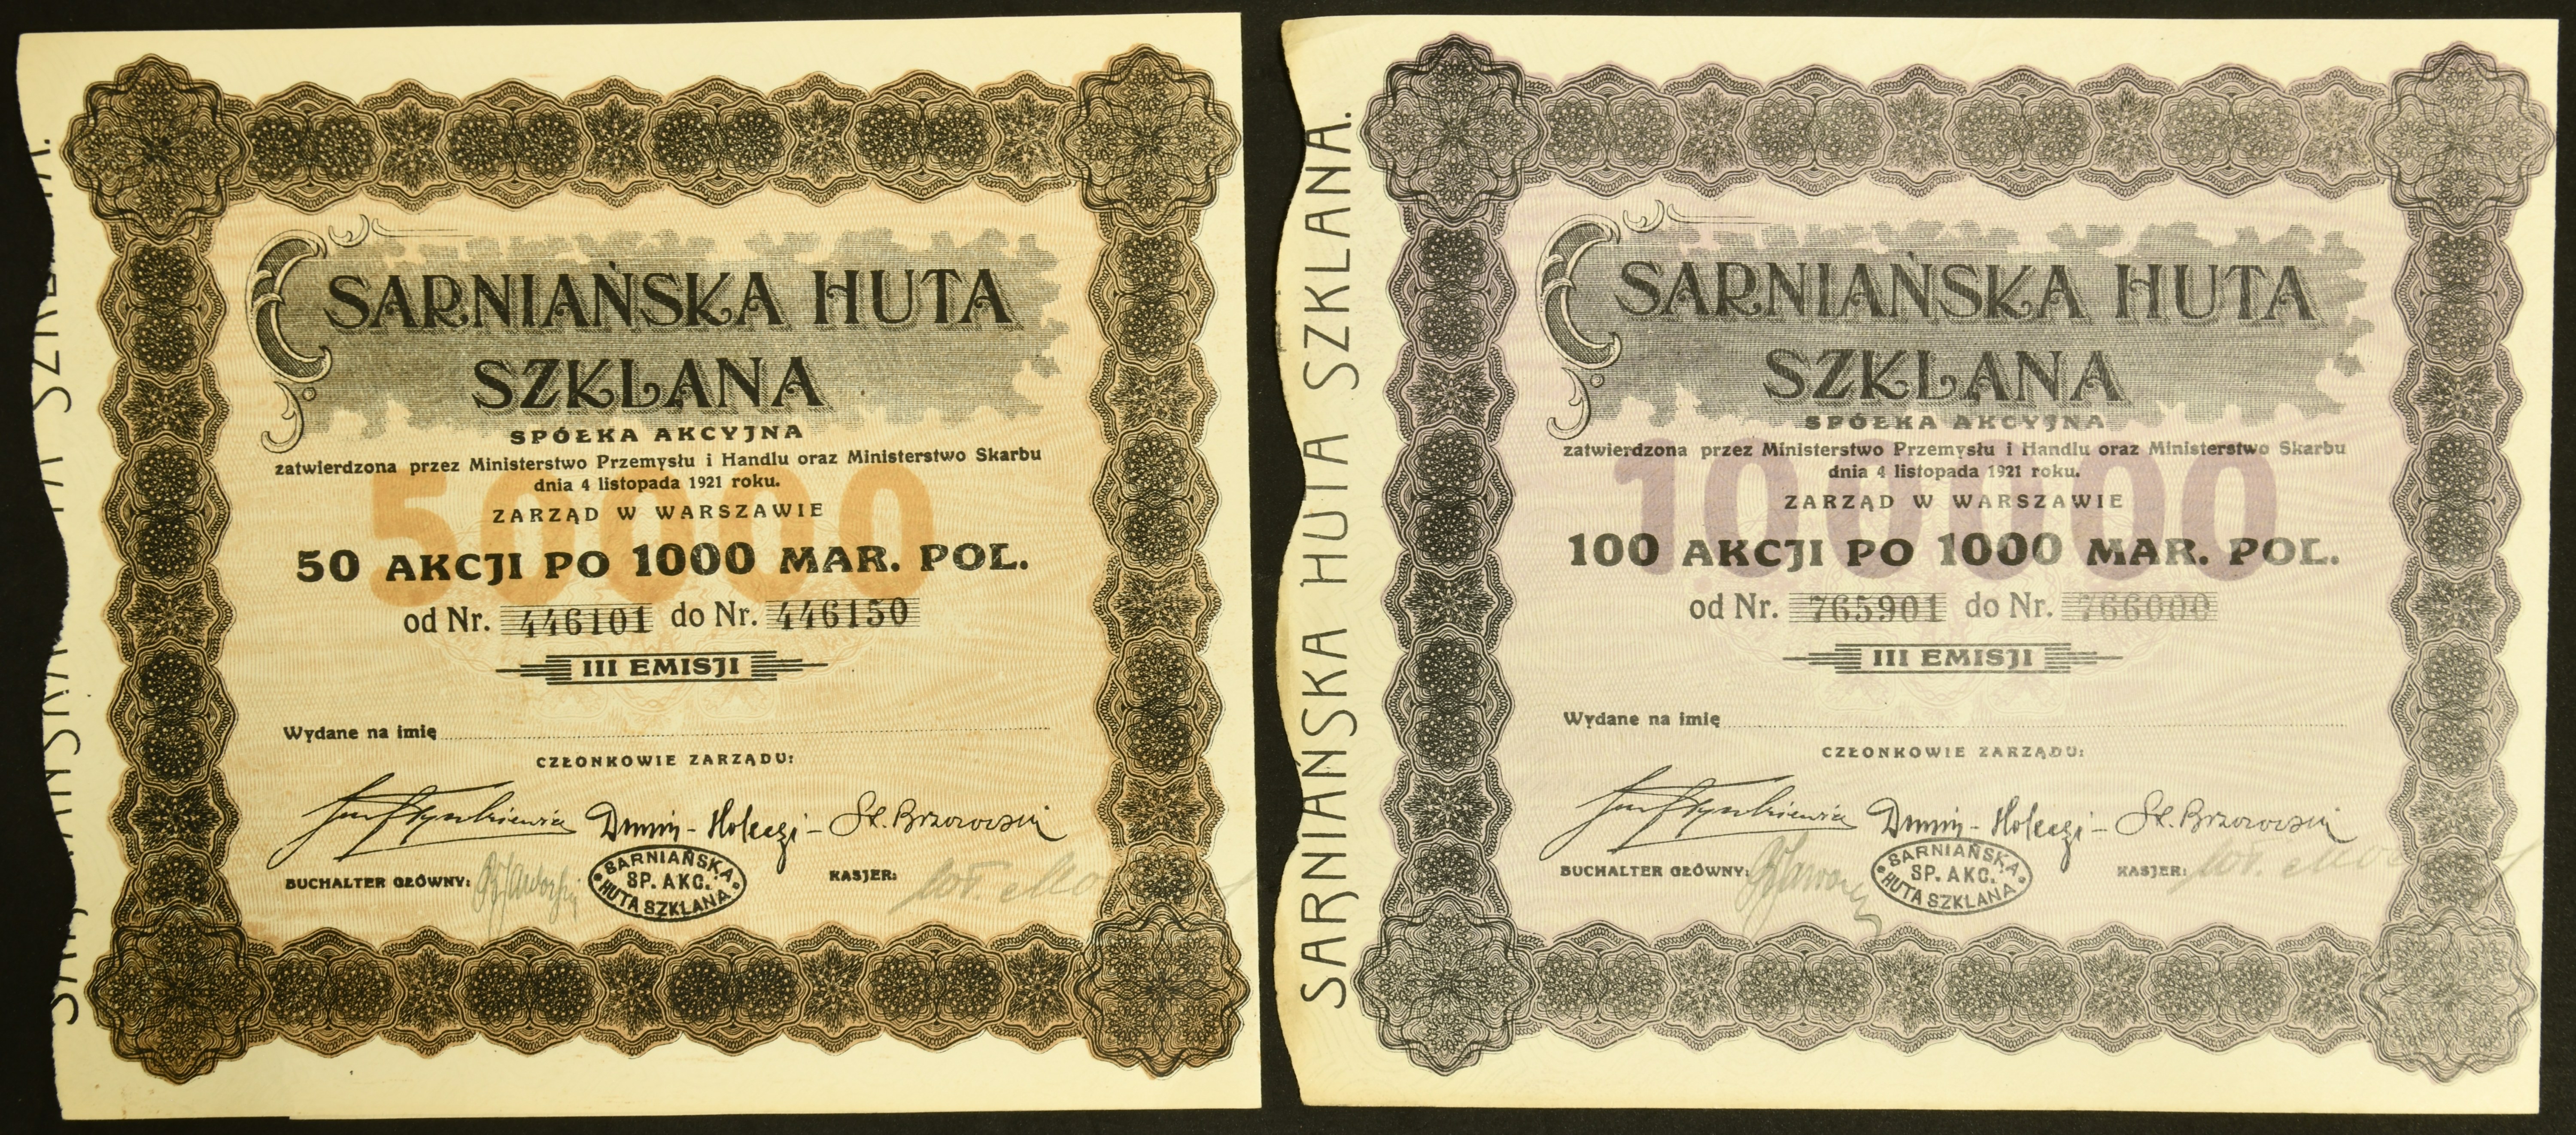 SARNIAŃSKA HUTA
SZKLANA
SPÓŁKA AKCYJNA
zatwierdzona przez Ministerstwo Przemysłu i Handlu oraz Ministerstwo Skarbu
dnia 4 listopada 1921 roku.
50000
ZARZĄD W WARSZAWIE
50 AKCJI PO 1000 MAR. POL.
od Nr. 446101 do Nr. 446150
III EMISJI
Wydane na imię
CZŁONKOWIE ZARZĄDU:
St. Brzozowski
BUCHALTER GŁÓWNY:
SARNIAŃSKA
SP. AKC.
HUTA SZKLANA
KASJER:
SARNIAŃSKA HUTA SZKLANA.
SARNIAŃSKA HUTA
SZKLANA
SPÓŁKA AKCYJNA
zatwierdzona przez Ministerstwo Przemysłu i Handlu oraz Ministerstwo Skarbu
dnia 4 listopada 1921 roku.
100000
ZARZĄD W WARSZAWIE
100 AKCJI PO 1000 MAR. POL.
od Nr. 765901 do Nr. 766000
III EMISJI
Wydane na imię
CZŁONKOWIE ZARZĄDU:
St. Brzozowski
BUCHALTER GŁÓWNY:
SARNIAŃSKA
SP. AKC.
HUTA SZKLANA
KASJER: